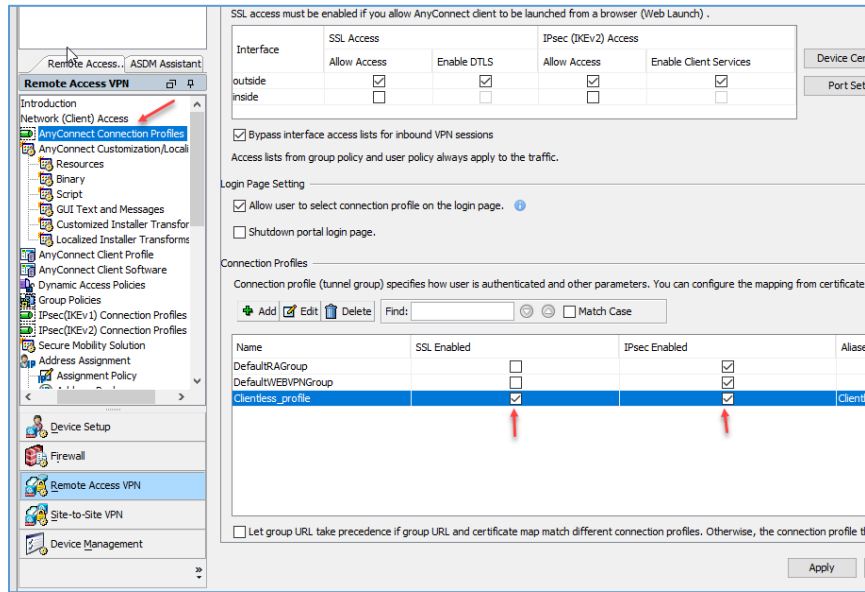 SSL access must be enabled if you allow AnyConnect client to be launched from a browser (Web Launch) .
Interface
SSL Access
IPsec (IKEv2) Access
Allow Access
Enable DTLS
Allow Access
Enable Client Services
outside
inside
Device Cer
Port Set
Bypass interface access lists for inbound VPN sessions
Access lists from group policy and user policy always apply to the traffic.
Login Page Setting
Allow user to select connection profile on the login page.
Shutdown portal login page.
Connection Profiles
Connection profile (tunnel group) specifies how user is authenticated and other parameters. You can configure the mapping from certificate
Add Edit Delete Find: Match Case
Name SSL Enabled IPsec Enabled Aliase
DefaultRAGroup
DefaultWEBVPNGroup
Clientless_profile Clientl
Let group URL take precedence if group URL and certificate map match different connection profiles. Otherwise, the connection profile th
Apply
Remote Access.. ASDM Assistant
Remote Access VPN
Introduction
Network (Client) Access
AnyConnect Connection Profiles
AnyConnect Customization/Locali
Resources
Binary
Script
GUI Text and Messages
Customized Installer Transfor
Localized Installer Transforms
AnyConnect Client Profile
AnyConnect Client Software
Dynamic Access Policies
Group Policies
IPsec(IKEv1) Connection Profiles
IPsec(IKEv2) Connection Profiles
Secure Mobility Solution
Address Assignment
Assignment Policy
Device Setup
Firewall
Remote Access VPN
Site-to-Site VPN
Device Management